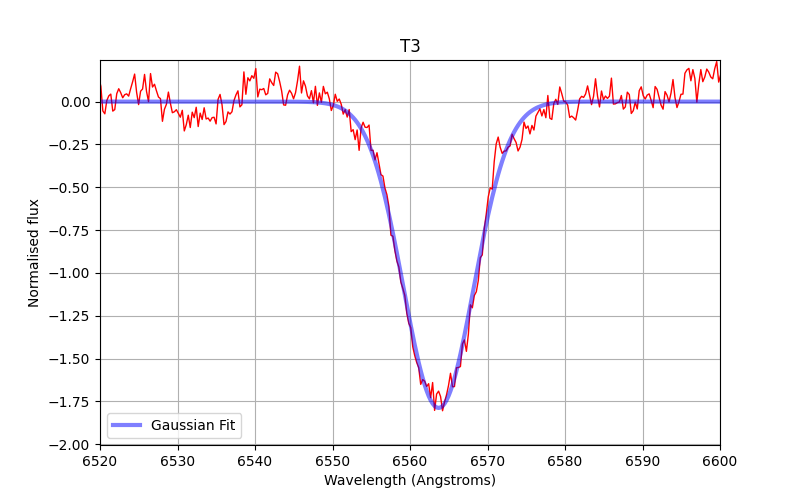 T3
Normalised flux
0.00
−0.25
−0.50
−0.75
−1.00
−1.25
−1.50
−1.75
−2.00
Gaussian Fit
6520 6530 6540 6550 6560 6570 6580 6590 6600
Wavelength (Angstroms)